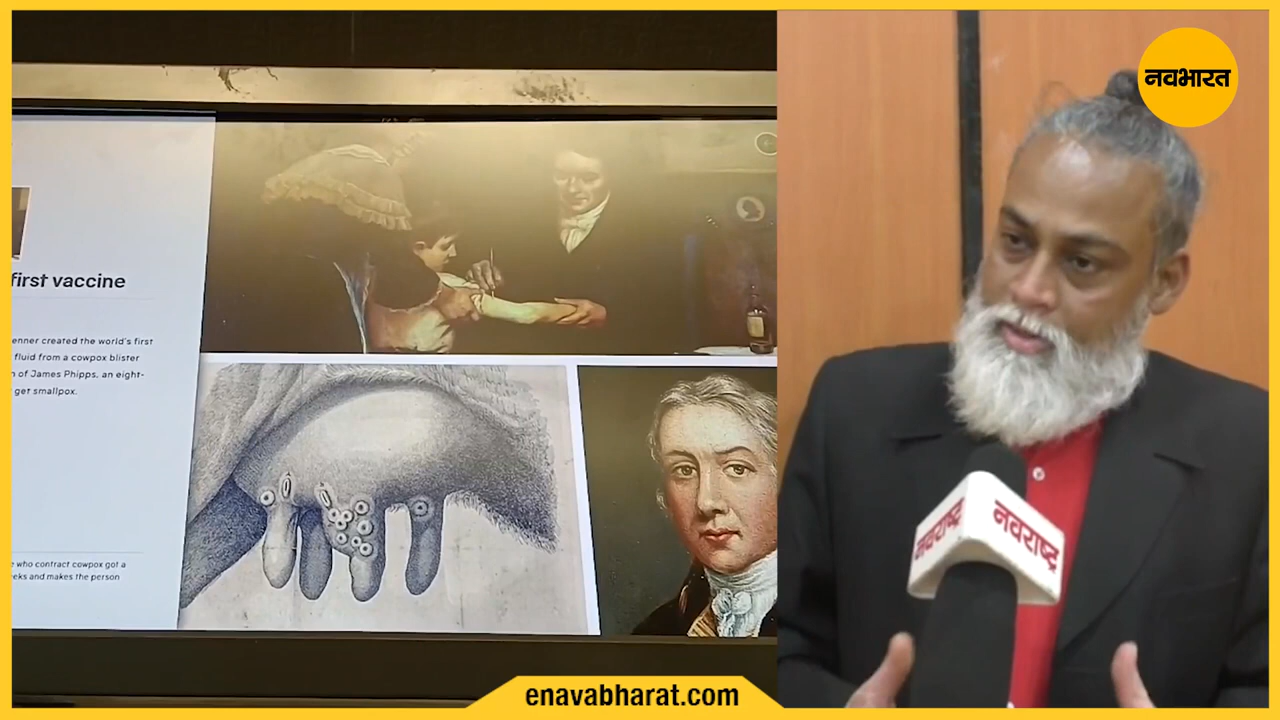 first vaccine
enner created the world's first
fluid from a cowpox blister
of James Phipps, an eight-
get smallpox.
who contract cowpox got a
eks and makes the person
नवभारत
नवराष्ट्र
नवराष्ट्र
enavabharat.com